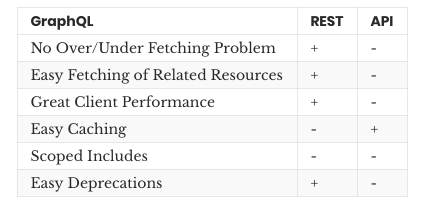 GraphQL REST API
No Over/Under Fetching Problem + -
Easy Fetching of Related Resources + -
Great Client Performance + -
Easy Caching - +
Scoped Includes - -
Easy Deprecations + -